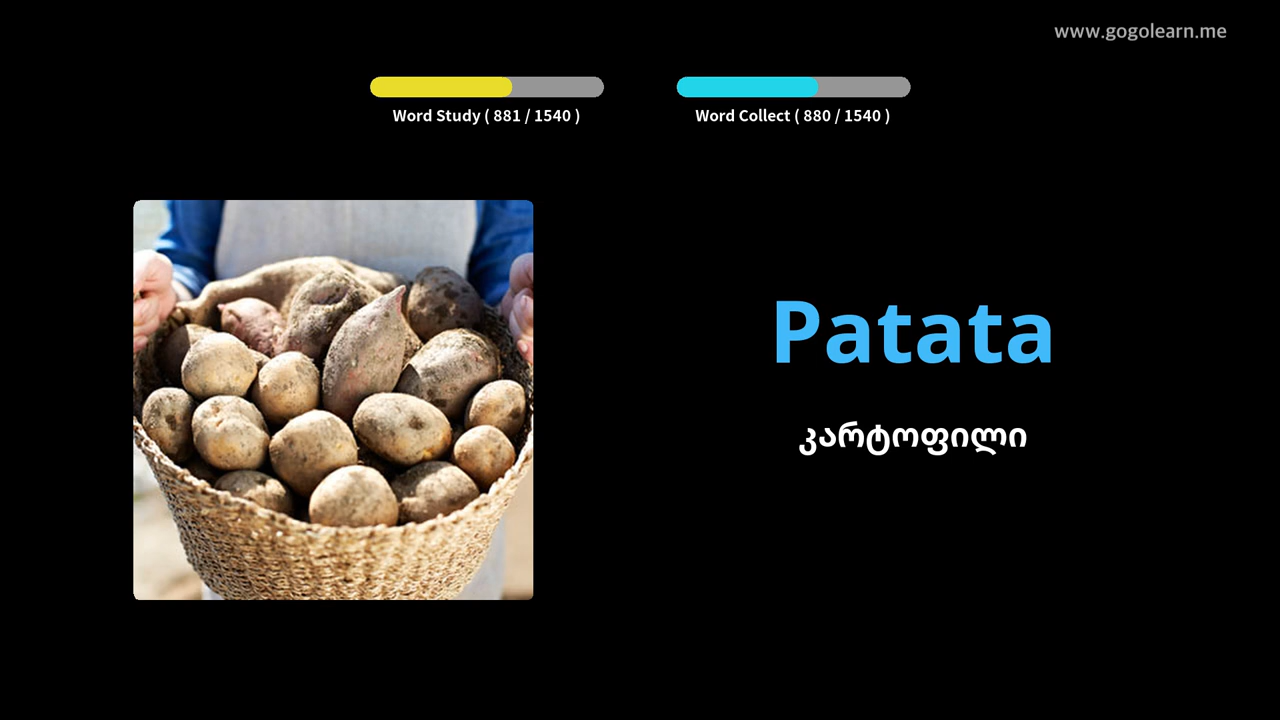 www.gogolearn.me
Word Study ( 881 / 1540 )
Word Collect ( 880 / 1540 )
Patata
კარტოფილი